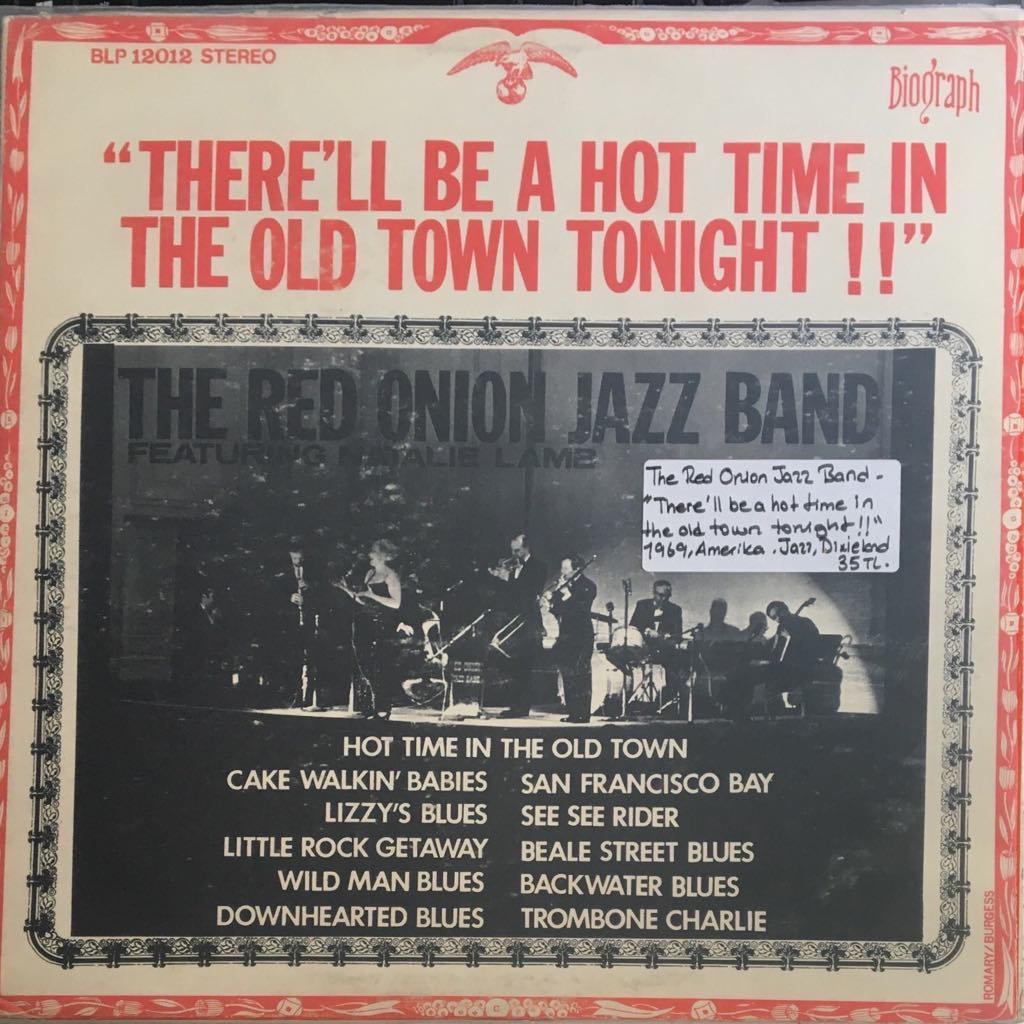 BLP 12012 STEREO
Biograph
“THERE’LL BE A HOT TIME IN
THE OLD TOWN TONIGHT !!”
THE RED ONION JAZZ BAND
FEATURING NATALIE LAMB
The Red Onion Jazz Band -
"There'll be a hot time in
the old town tonight!!"
1969, Amerika. Jazz, Dixieland
35 TL.
HOT TIME IN THE OLD TOWN
CAKE WALKIN’ BABIES SAN FRANCISCO BAY
LIZZY’S BLUES SEE SEE RIDER
LITTLE ROCK GETAWAY BEALE STREET BLUES
WILD MAN BLUES BACKWATER BLUES
DOWNHEARTED BLUES TROMBONE CHARLIE
ROMARY/BURGESS